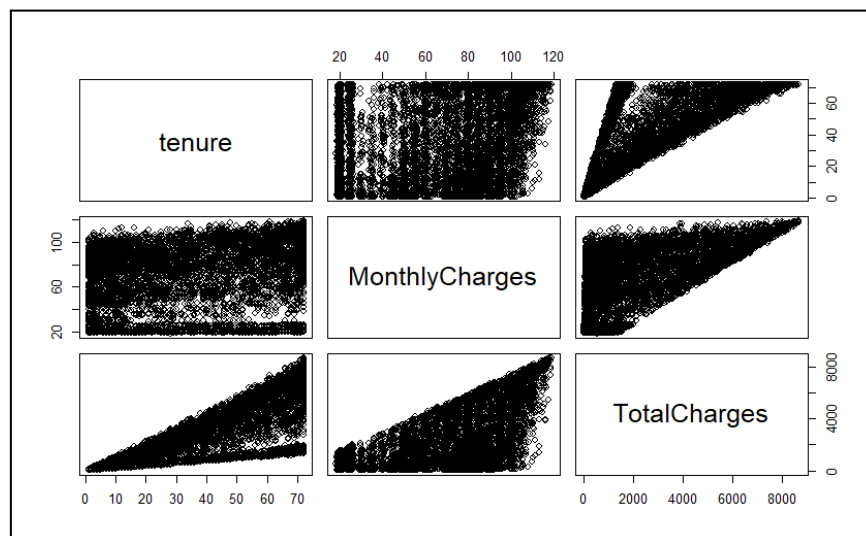 20 40 60 80 100 120
tenure
0 20 40 60
20 60 100
MonthlyCharges
TotalCharges
0 4000 8000
0 10 20 30 40 50 60 70
0 2000 4000 6000 8000